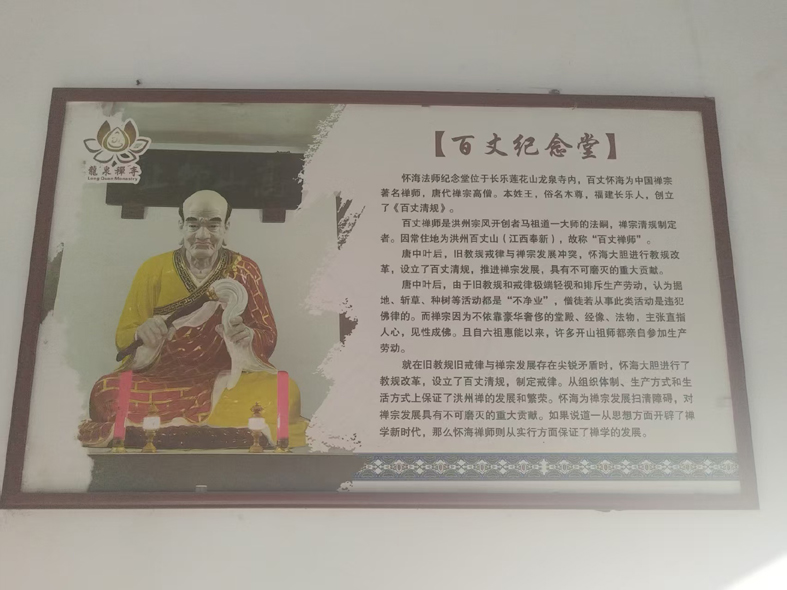 龍泉禪寺
Long Quan Monastery
【百丈纪念堂】
怀海法师纪念堂位于长乐莲花山龙泉寺内，百丈怀海为中国禅宗
著名禅师，唐代禅宗高僧。本姓王，俗名木尊，福建长乐人，创立
了《百丈清规》。
百丈禅师是洪州宗风开创者马祖道一大师的法嗣，禅宗清规制定
者。因常住地为洪州百丈山（江西奉新），故称“百丈禅师”。
唐中叶后，旧教规戒律与禅宗发展冲突，怀海大胆进行教规改
革，设立了百丈清规，推进禅宗发展、具有不可磨灭的重大贡献。
唐中叶后，由于旧教规和戒律极端轻视和排斥生产劳动，认为掘
地、斩草、种树等活动都是“不净业”，僧徒若从事此类活动是违犯
佛律的。而禅宗因为不依靠豪华奢侈的堂殿、经像、法物，主张直指
人心，见性成佛。且自六祖惠能以来，许多开山祖师都亲自参加生产
劳动。
就在旧教规旧戒律与禅宗发展存在尖锐矛盾时，怀海大胆进行了
教规改革，设立了百丈清规，制定戒律。从组织体制、生产方式和生
活方式上保证了洪州禅的发展和繁荣。怀海为禅宗发展扫清障碍，对
禅宗发展具有不可磨灭的重大贡献。如果说道一从思想方面开辟了禅
学新时代，那么怀海禅师则从实行方面保证了禅学的发展。